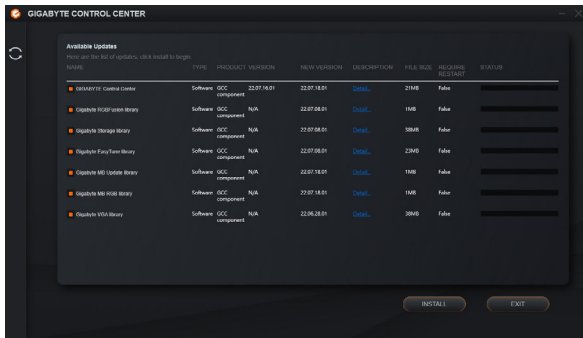 GIGABYTE CONTROL CENTER
Available Updates
Here are the list of updates, click install to begin.
NAME TYPE PRODUCT VERSION NEW VERSION DESCRIPTION FILE SIZE REQUIRE RESTART STATUS
GIGABYTE Control Center Software GCC component 22.07.16.01 22.07.18.01 Detail... 21MB False
Gigabyte RGBFusion library Software GCC component N/A 22.07.08.01 Detail... 1MB False
Gigabyte Storage library Software GCC component N/A 22.07.08.01 Detail... 38MB False
Gigabyte EasyTune library Software GCC component N/A 22.07.08.01 Detail... 23MB False
Gigabyte MB Update library Software GCC component N/A 22.07.18.01 Detail... 1MB False
Gigabyte MB RGB library Software GCC component N/A 22.07.18.01 Detail... 1MB False
Gigabyte VGA library Software GCC component N/A 22.06.28.01 Detail... 38MB False
INSTALL EXIT